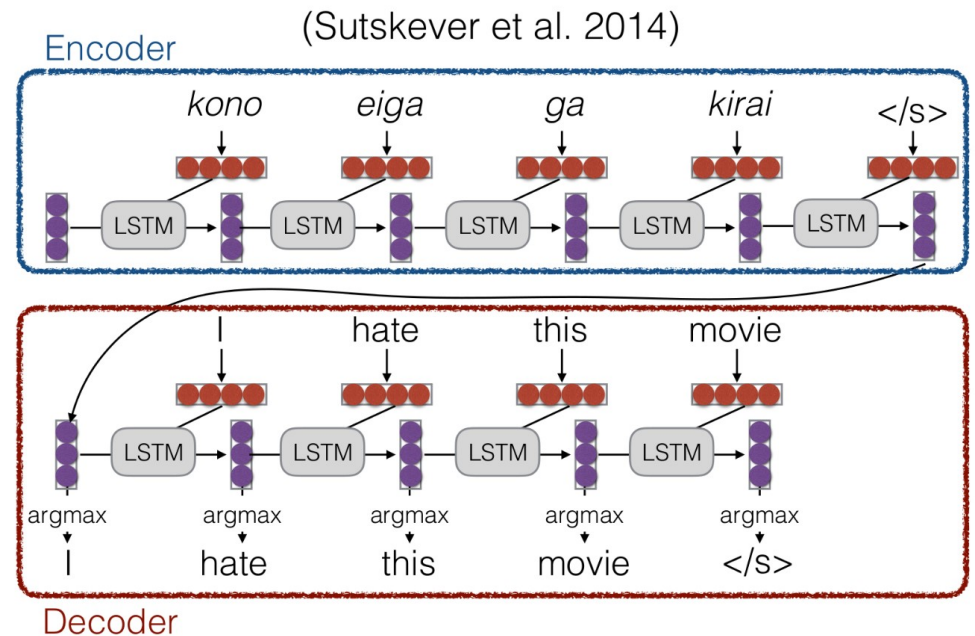 (Sutskever et al. 2014)
Encoder
kono eiga ga kirai </s>
LSTM LSTM LSTM LSTM LSTM
I hate this movie
LSTM LSTM LSTM LSTM
argmax argmax argmax argmax argmax
I hate this movie </s>
Decoder